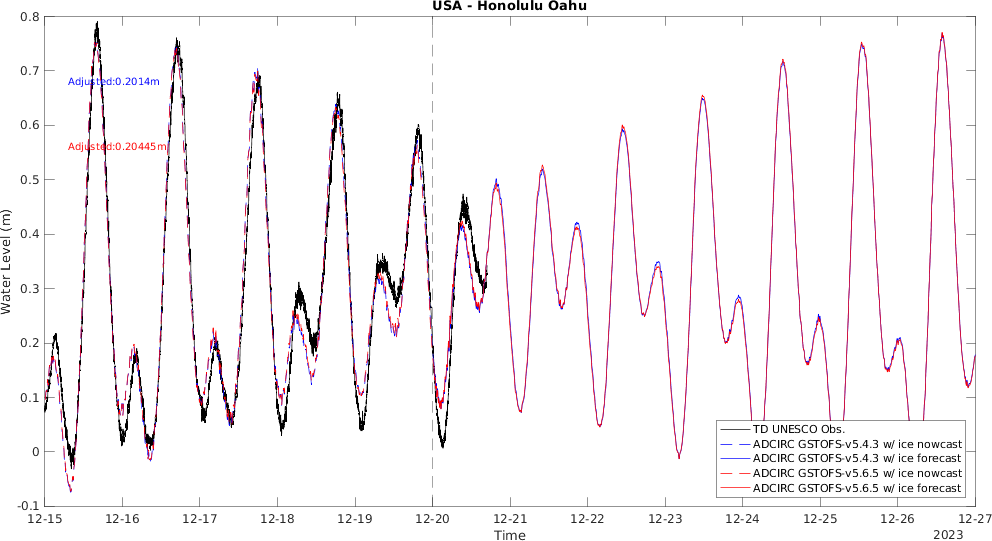 USA - Honolulu Oahu
0.8
0.7
0.6
0.5
0.4
0.3
0.2
0.1
0
-0.1
Water Level (m)
Adjusted:0.2014m
Adjusted:0.20445m
TD UNESCO Obs.
ADCIRC GSTOFS-v5.4.3 w/ ice nowcast
ADCIRC GSTOFS-v5.4.3 w/ ice forecast
ADCIRC GSTOFS-v5.6.5 w/ ice nowcast
ADCIRC GSTOFS-v5.6.5 w/ ice forecast
12-15 12-16 12-17 12-18 12-19 12-20 12-21 12-22 12-23 12-24 12-25 12-26 12-27
Time
2023